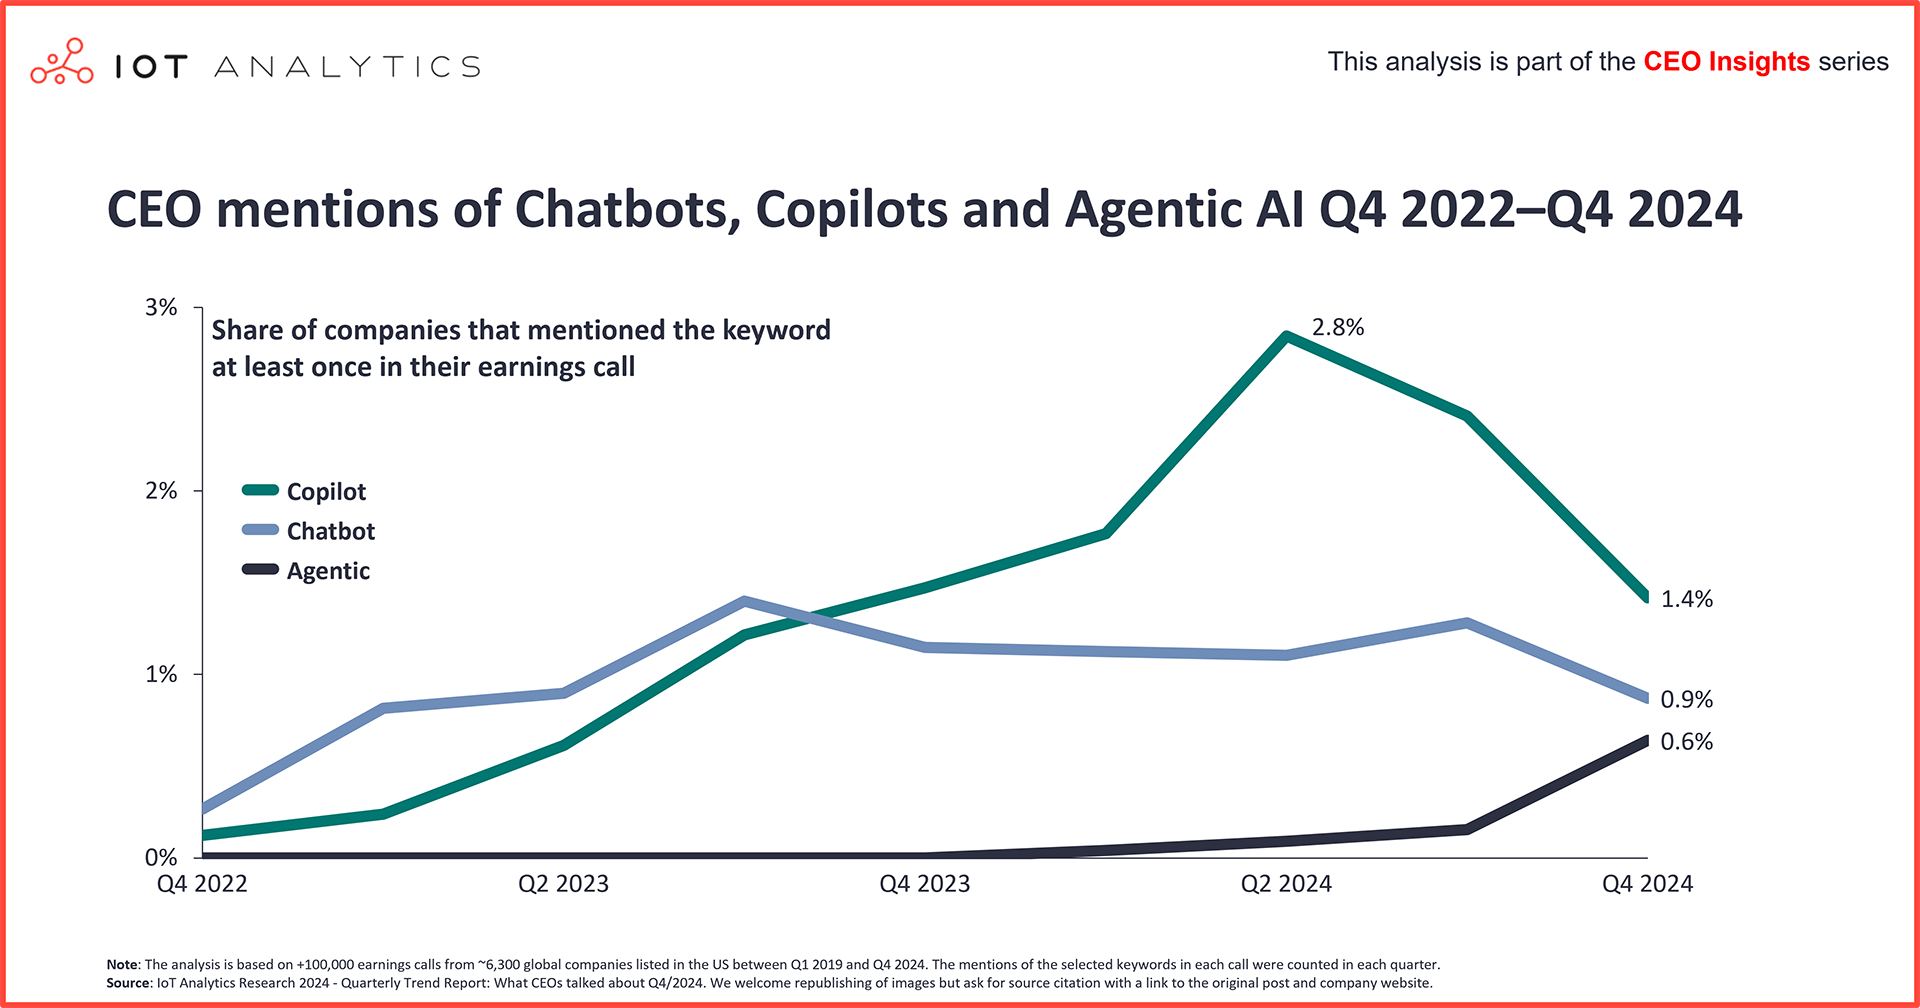 IOT ANALYTICS
This analysis is part of the CEO Insights series
CEO mentions of Chatbots, Copilots and Agentic AI Q4 2022–Q4 2024
Share of companies that mentioned the keyword
at least once in their earnings call
3%
2%
1%
0%
Copilot
Chatbot
Agentic
2.8%
1.4%
0.9%
0.6%
Q4 2022
Q2 2023
Q4 2023
Q2 2024
Q4 2024
Note: The analysis is based on +100,000 earnings calls from ~6,300 global companies listed in the US between Q1 2019 and Q4 2024. The mentions of the selected keywords in each call were counted in each quarter.
Source: IoT Analytics Research 2024 - Quarterly Trend Report: What CEOs talked about Q4/2024. We welcome republishing of images but ask for source citation with a link to the original post and company website.